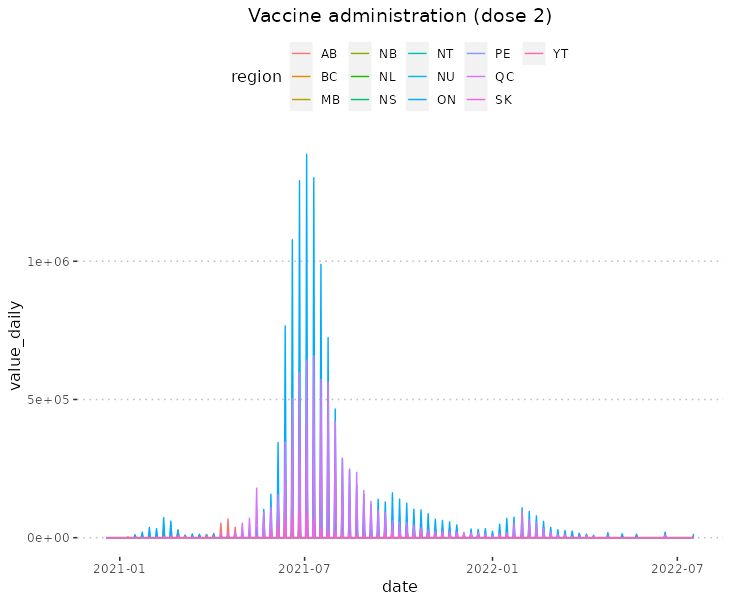 Vaccine administration (dose 2)
region
AB NB NT PE YT
BC NL NU QC
MB NS ON SK
value_daily
1e+06
5e+05
0e+00
2021-01 2021-07 2022-01 2022-07
date